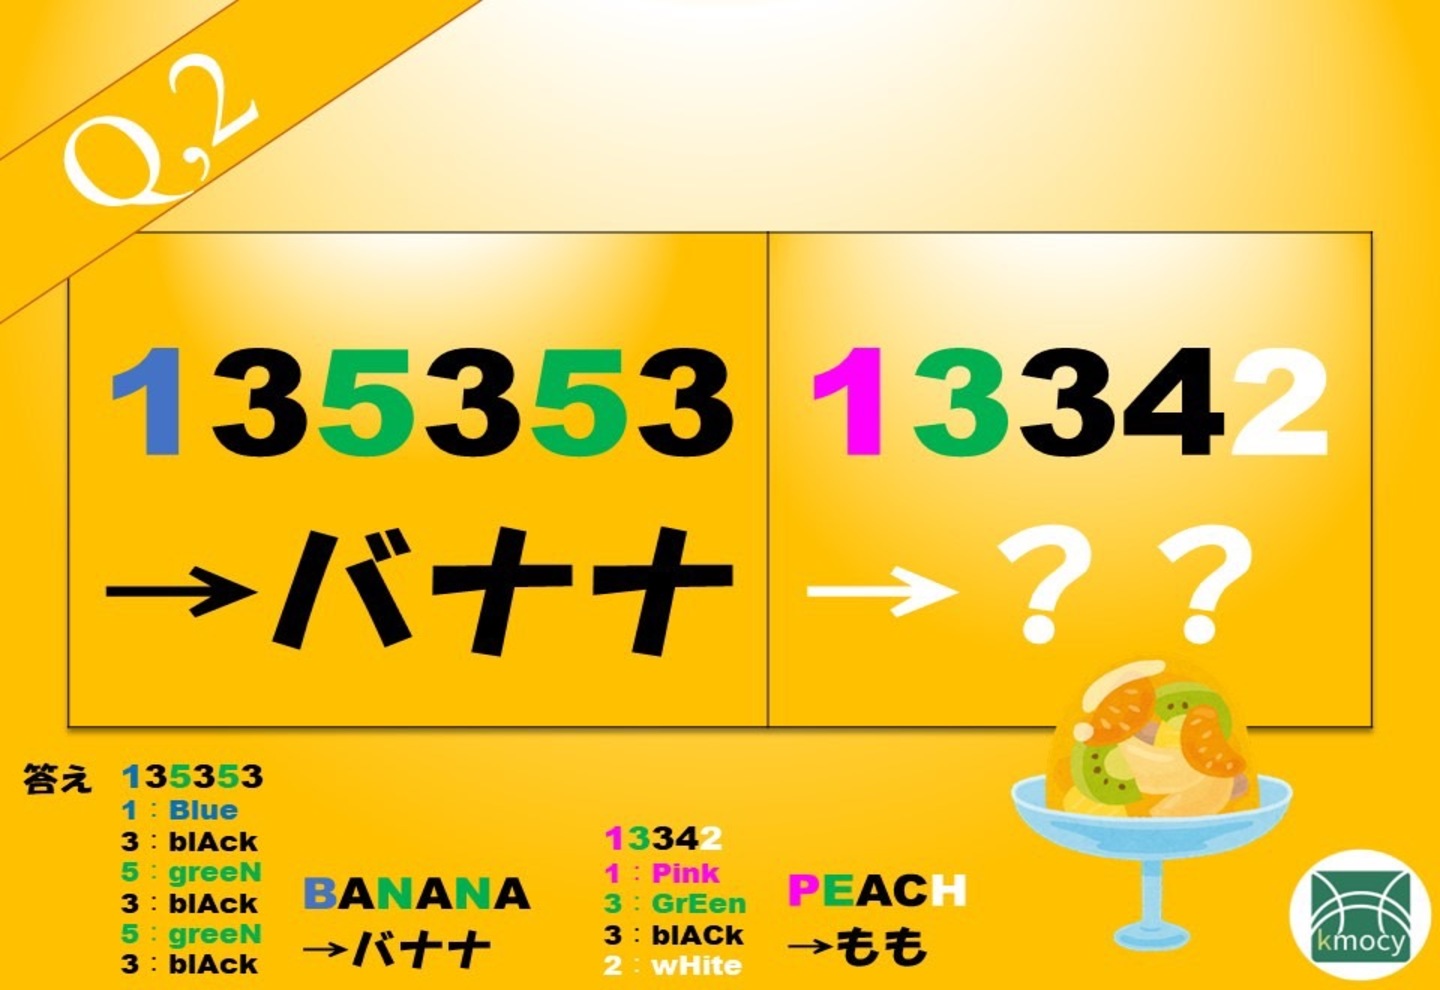 Q,2
135353
→バナナ
13342
→？？
答え
135353
1：Blue
3：blAck
5：greeN
3：blAck
5：greeN
3：blAck
BANANA
→バナナ
13342
1：Pink
3：GrEen
3：blACk
2：wHite
PEACH
→もも
kmocy